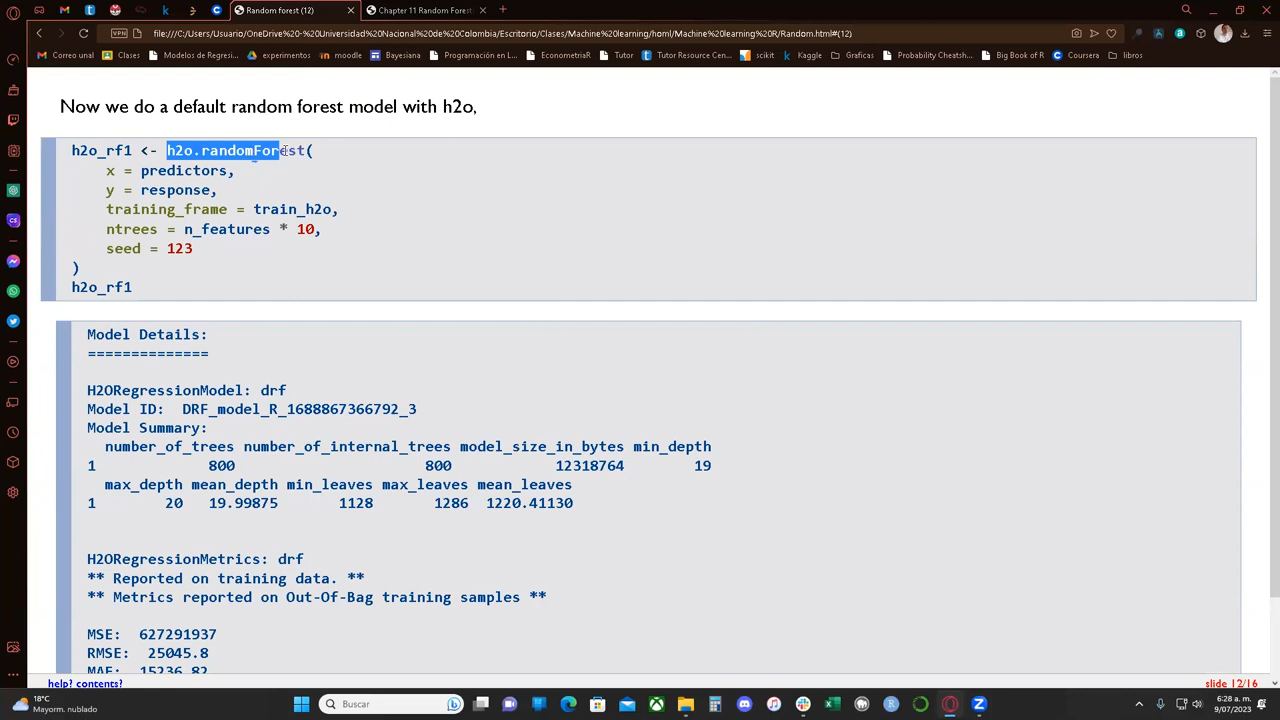 Random forest (12)
Chapter 11 Random Forest
file:///C:/Users/Usuario/OneDrive%20-%20Universidad%20Nacional%20de%20Colombia/Escritorio/Clases/Machine%20learning/homl/Machine%20learning%20R/Random.html#(12)
Correo unal
Clases
Modelos de Regresi...
experimentos
moodle
Bayesiana
Programación en L...
EconometriaR
Tutor
Tutor Resource Cen...
scikit
Kaggle
Graficas
Probability Cheatsh...
Big Book of R
Coursera
libros
Now we do a default random forest model with h2o,
h2o_rf1 <- h2o.randomForest(
x = predictors,
y = response,
training_frame = train_h2o,
ntrees = n_features * 10,
seed = 123
)
h2o_rf1
Model Details:
==============
H2ORegressionModel: drf
Model ID:  DRF_model_R_1688867366792_3
Model Summary:
number_of_trees number_of_internal_trees model_size_in_bytes min_depth
1 800 800 12318764 19
max_depth mean_depth min_leaves max_leaves mean_leaves
1 20 19.99875 1128 1286 1220.41130
H2ORegressionMetrics: drf
** Reported on training data. **
** Metrics reported on Out-Of-Bag training samples **
MSE:  627291937
RMSE:  25045.8
MAE:  15236.82
help? contents?
slide 12/16
18°C
Mayorm. nublado
Buscar
6:28 a. m.
9/07/2023